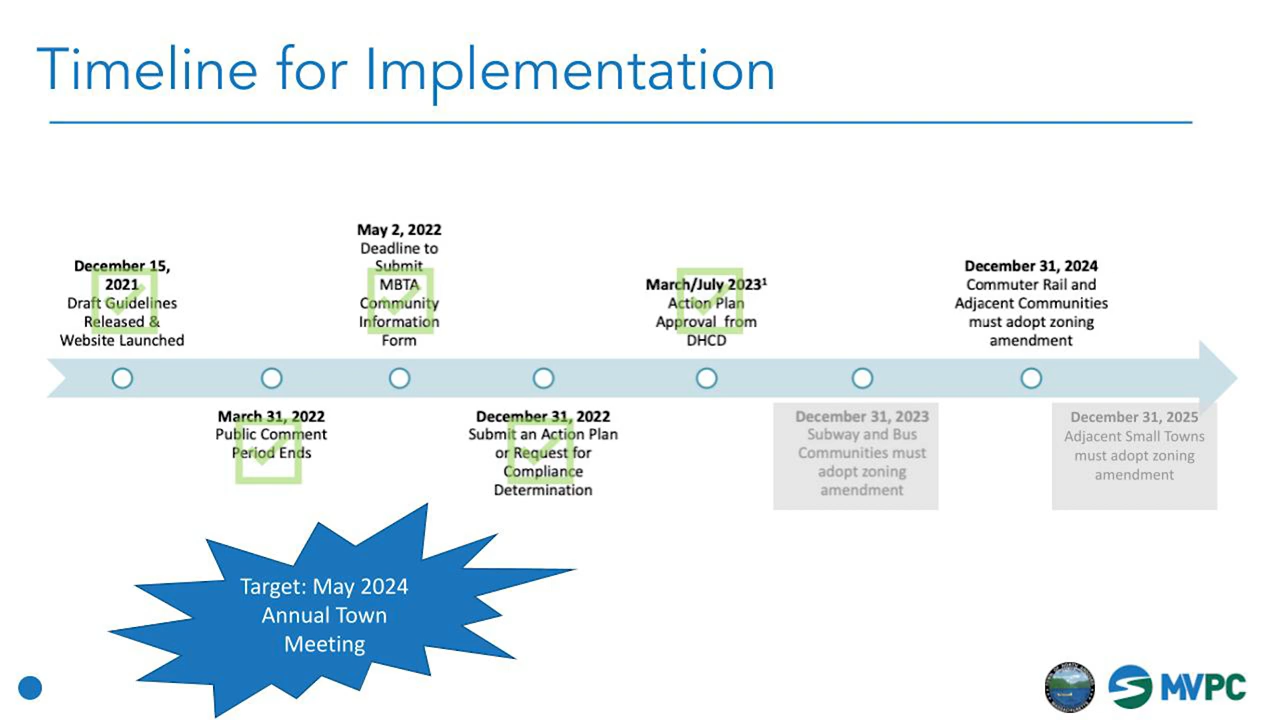 Timeline for Implementation
December 15,
2021
Draft Guidelines
Released &
Website Launched
March 31, 2022
Public Comment
Period Ends
May 2, 2022
Deadline to
Submit
MBTA
Community
Information
Form
December 31, 2022
Submit an Action Plan
or Request for
Compliance
Determination
March/July 2023¹
Action Plan
Approval from
DHCD
December 31, 2023
Subway and Bus
Communities must
adopt zoning
amendment
December 31, 2024
Commuter Rail and
Adjacent Communities
must adopt zoning
amendment
December 31, 2025
Adjacent Small Towns
must adopt zoning
amendment
Target: May 2024
Annual Town
Meeting
MVPC